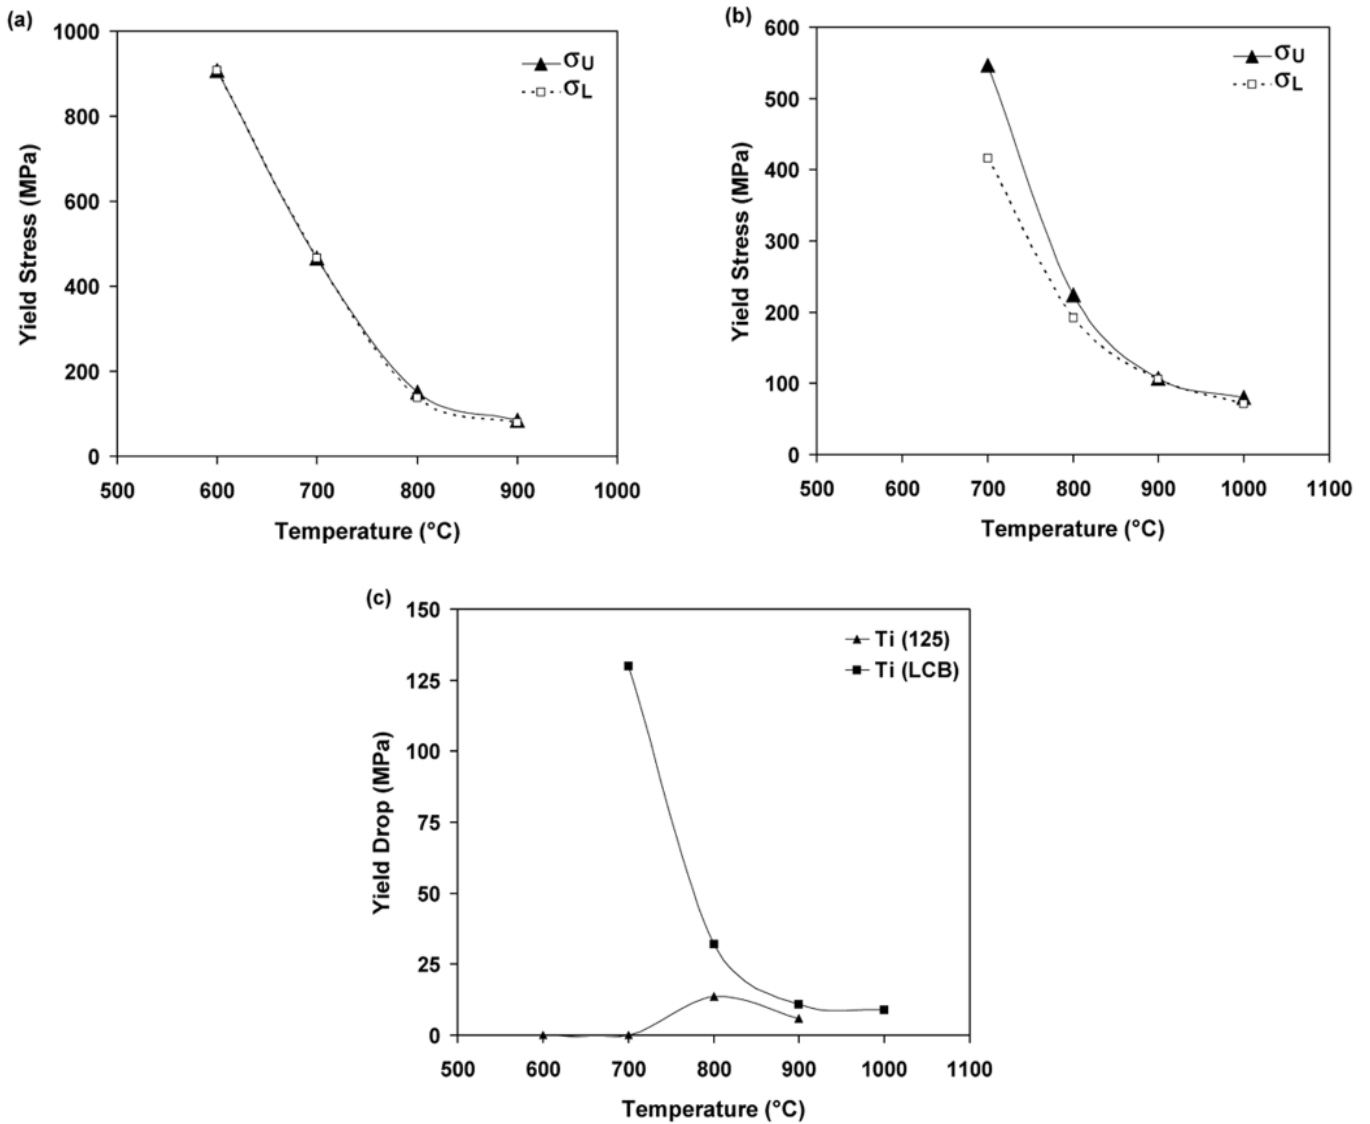 (a)
1000
800
600
400
200
0
Yield Stress (MPa)
σU
σL
500 600 700 800 900 1000
Temperature (°C)
(b)
600
500
400
300
200
100
0
Yield Stress (MPa)
σU
σL
500 600 700 800 900 1000 1100
Temperature (°C)
(c)
150
125
100
75
50
25
0
Yield Drop (MPa)
Ti (125)
Ti (LCB)
500 600 700 800 900 1000 1100
Temperature (°C)